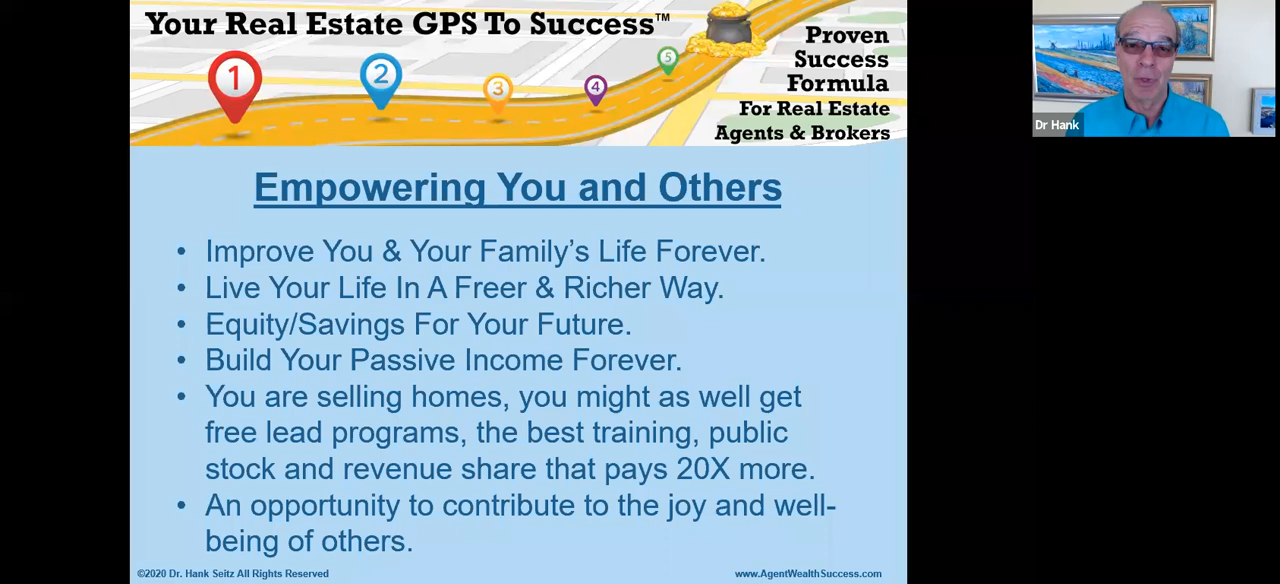 Your Real Estate GPS To Success™
1
2
3
4
5
Proven
Success
Formula
For Real Estate
Agents & Brokers
Dr Hank
Empowering You and Others
• Improve You & Your Family's Life Forever.
• Live Your Life In A Freer & Richer Way.
• Equity/Savings For Your Future.
• Build Your Passive Income Forever.
• You are selling homes, you might as well get
free lead programs, the best training, public
stock and revenue share that pays 20X more.
• An opportunity to contribute to the joy and well-
being of others.
©2020 Dr. Hank Seitz All Rights Reserved
www.AgentWealthSuccess.com